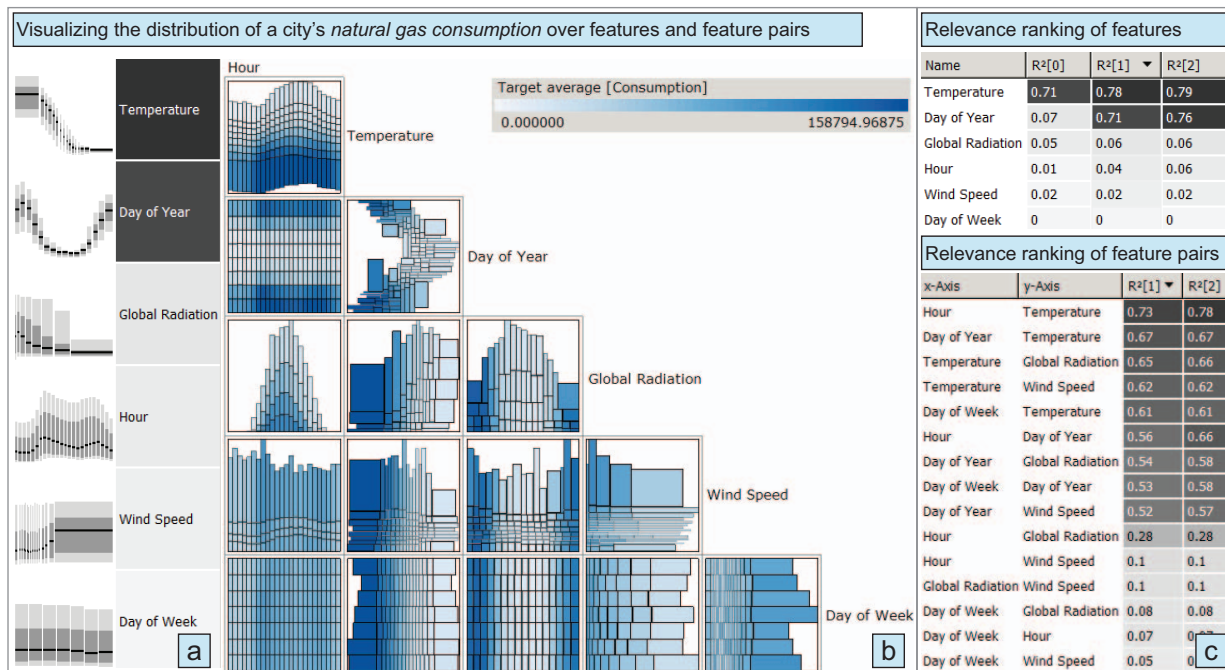 Visualizing the distribution of a city's natural gas consumption over features and feature pairs
Temperature
Day of Year
Global Radiation
Hour
Wind Speed
Day of Week
a
Hour
Temperature
Day of Year
Global Radiation
Wind Speed
Day of Week
Target average [Consumption]
0.000000 158794.96875
b
Relevance ranking of features
Name R²[0] R²[1] R²[2]
Temperature 0.71 0.78 0.79
Day of Year 0.07 0.71 0.76
Global Radiation 0.05 0.06 0.06
Hour 0.01 0.04 0.06
Wind Speed 0.02 0.02 0.02
Day of Week 0 0 0
Relevance ranking of feature pairs
x-Axis y-Axis R²[1] R²[2]
Hour Temperature 0.73 0.78
Day of Year Temperature 0.67 0.67
Temperature Global Radiation 0.65 0.66
Temperature Wind Speed 0.62 0.62
Day of Week Temperature 0.61 0.61
Hour Day of Year 0.56 0.66
Day of Year Global Radiation 0.54 0.58
Day of Week Day of Year 0.53 0.58
Day of Year Wind Speed 0.52 0.57
Hour Global Radiation 0.28 0.28
Hour Wind Speed 0.1 0.1
Global Radiation Wind Speed 0.1 0.1
Day of Week Global Radiation 0.08 0.08
Day of Week Hour 0.07
Day of Week Wind Speed 0.05
c